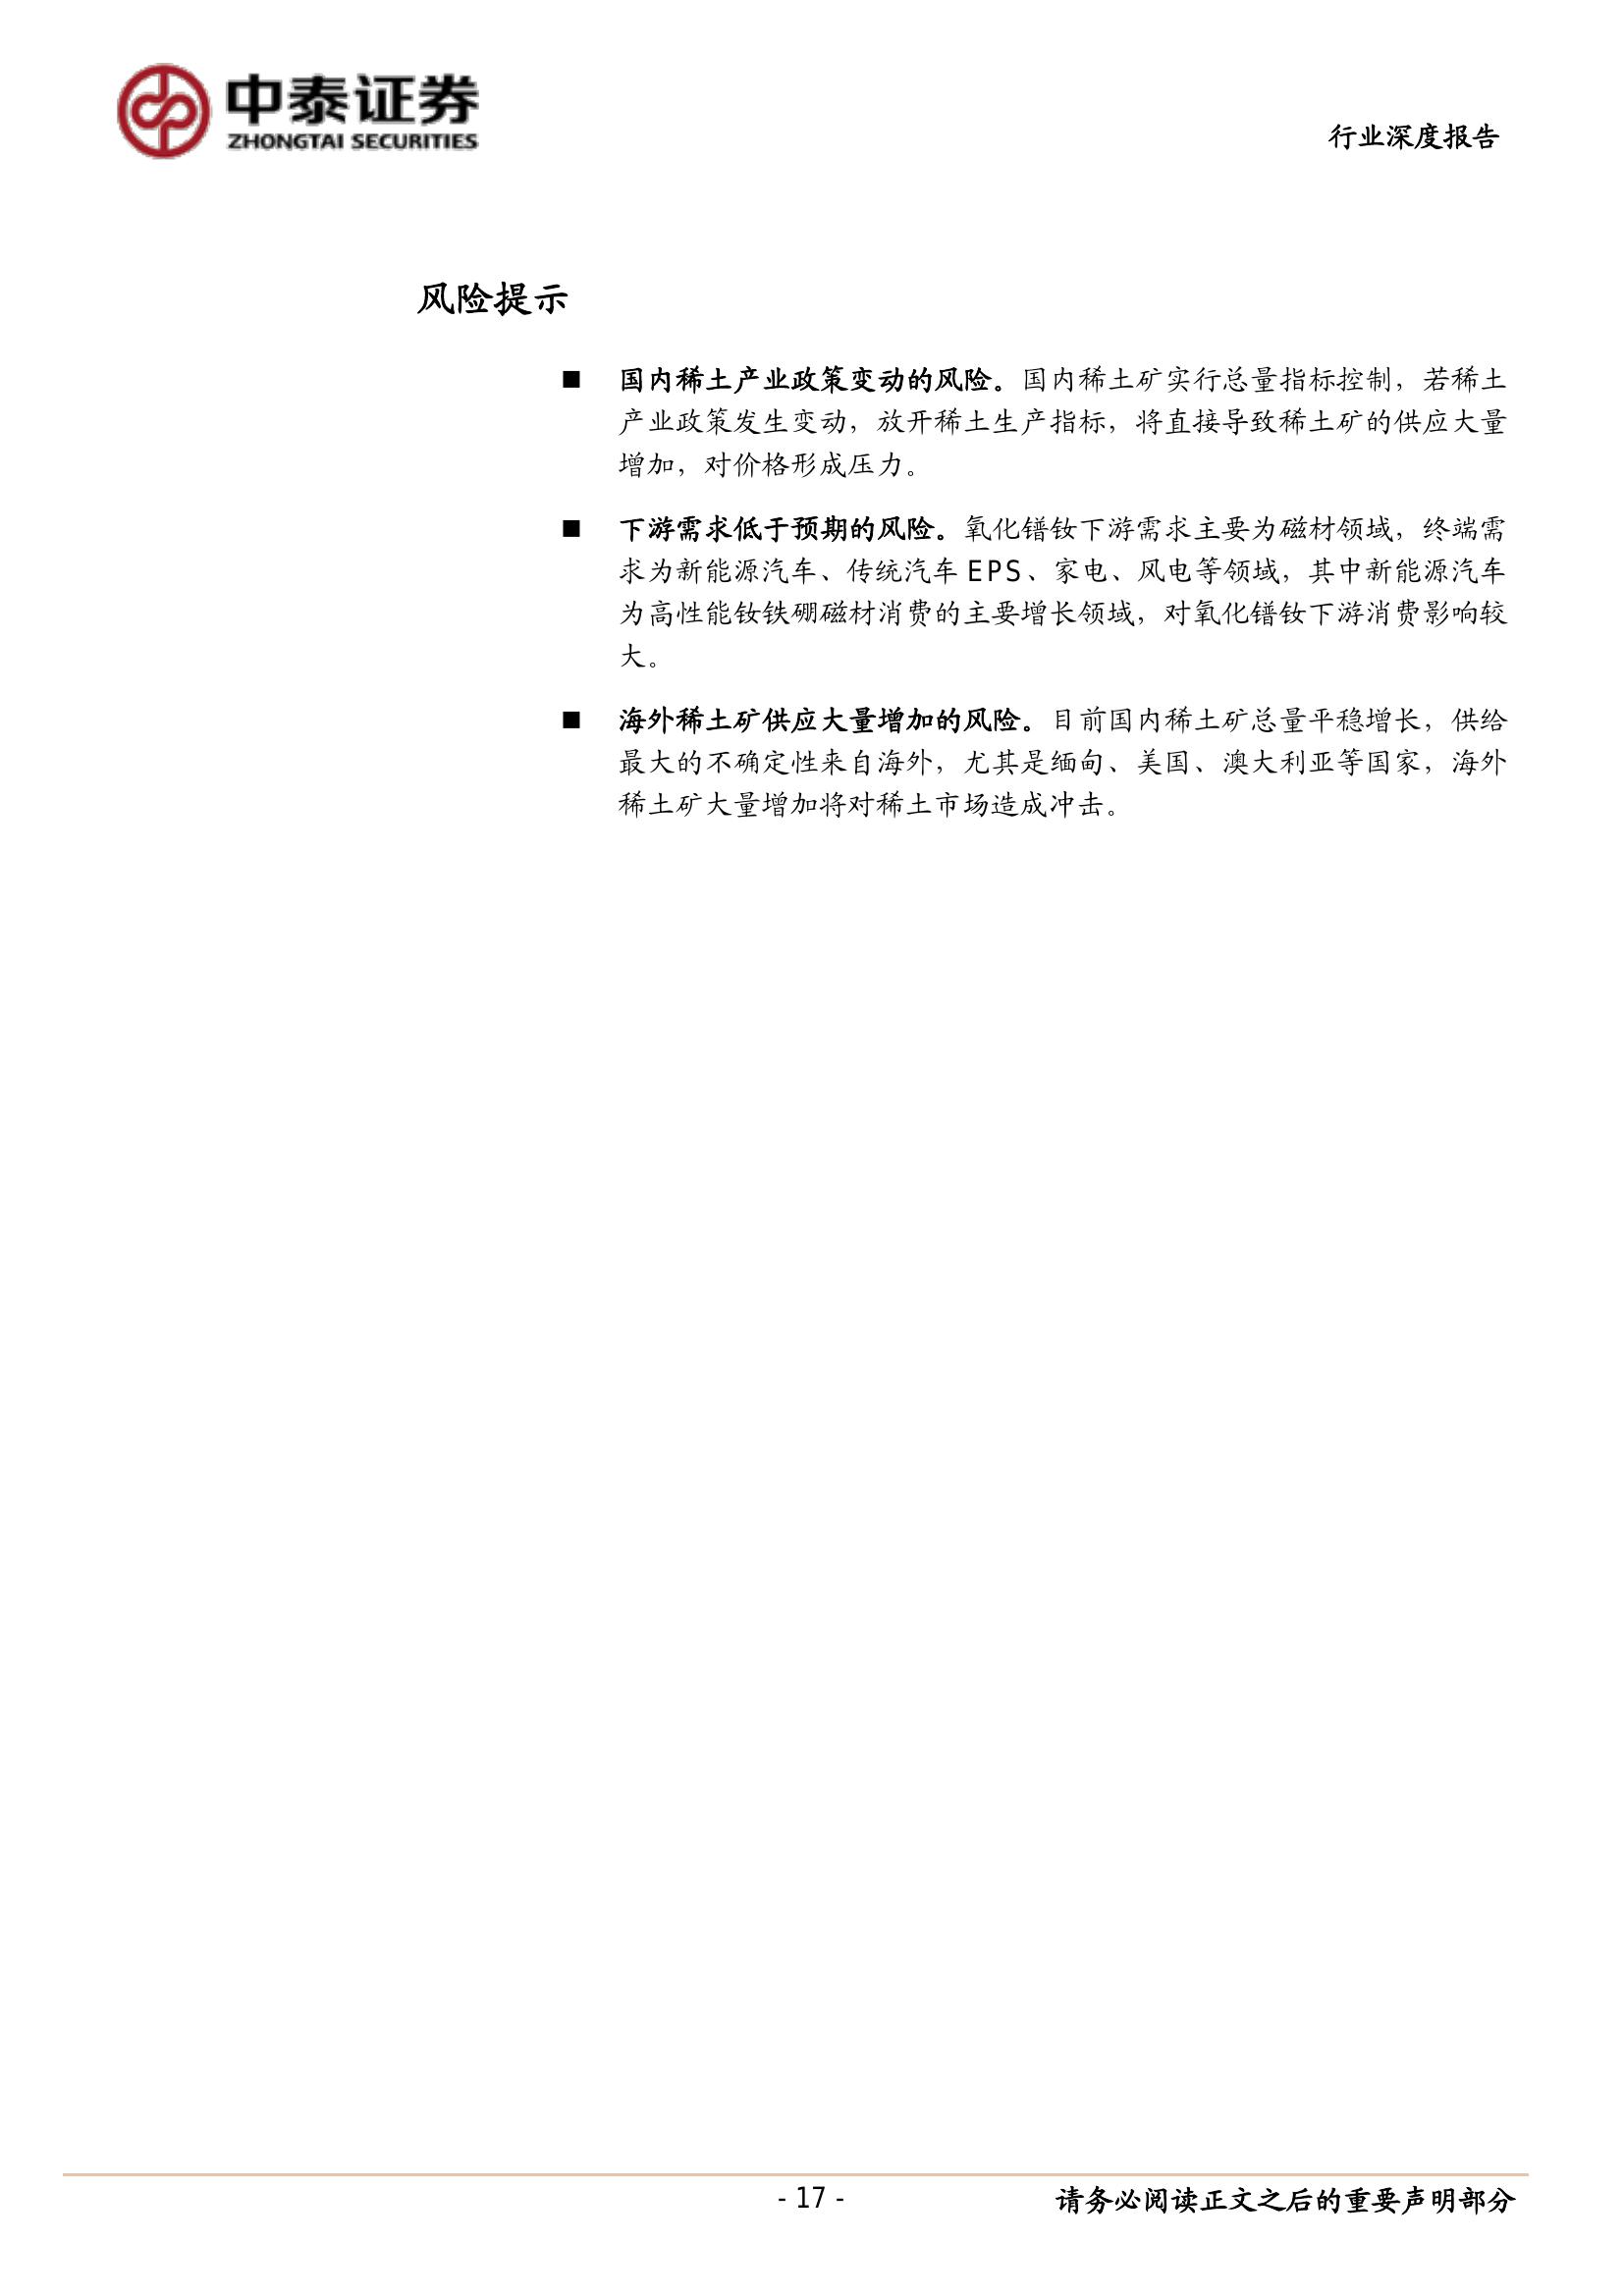 中泰证券
ZHONGTAI SECURITIES
行业深度报告
风险提示
■ 国内稀土产业政策变动的风险。国内稀土矿实行总量指标控制，若稀土
产业政策发生变动，放开稀土生产指标，将直接导致稀土矿的供应大量
增加，对价格形成压力。
■ 下游需求低于预期的风险。氧化镨钕下游需求主要为磁材领域，终端需
求为新能源汽车、传统汽车 EPS、家电、风电等领域，其中新能源汽车
为高性能钕铁硼磁材消费的主要增长领域，对氧化镨钕下游消费影响较
大。
■ 海外稀土矿供应大量增加的风险。目前国内稀土矿总量平稳增长，供给
最大的不确定性来自海外，尤其是缅甸、美国、澳大利亚等国家，海外
稀土矿大量增加将对稀土市场造成冲击。
- 17 -
请务必阅读正文之后的重要声明部分